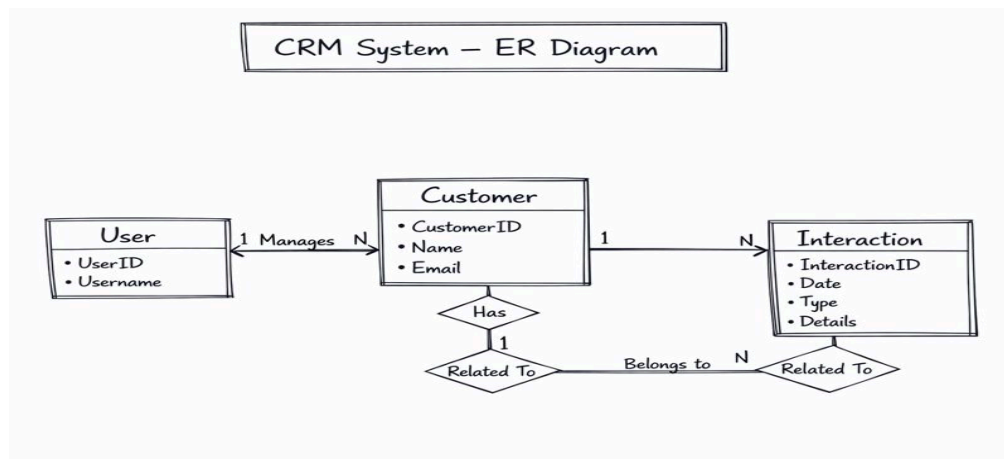 CRM System – ER Diagram
User
• UserID
• Username
1 Manages N
Customer
• CustomerID
• Name
• Email
1 N
Interaction
• InteractionID
• Date
• Type
• Details
Has
1
Related To
Belongs to N
Related To